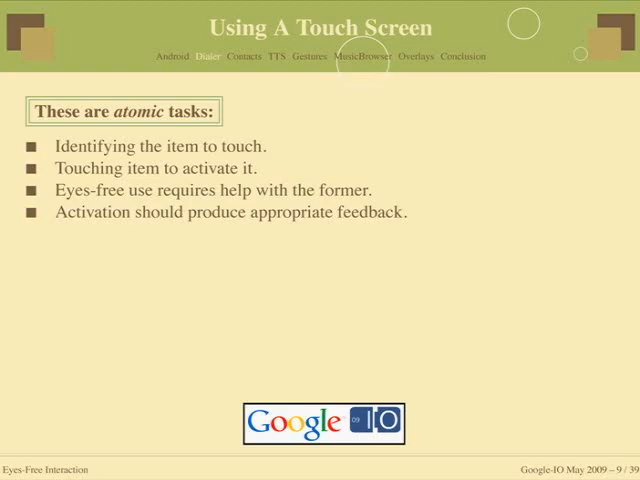 Using A Touch Screen
Android Dialer Contacts TTS Gestures MusicBrowser Overlays Conclusion
These are atomic tasks:
Identifying the item to touch.
Touching item to activate it.
Eyes-free use requires help with the former.
Activation should produce appropriate feedback.
Google 09 IO
Eyes-Free Interaction
Google-IO May 2009 – 9 / 39